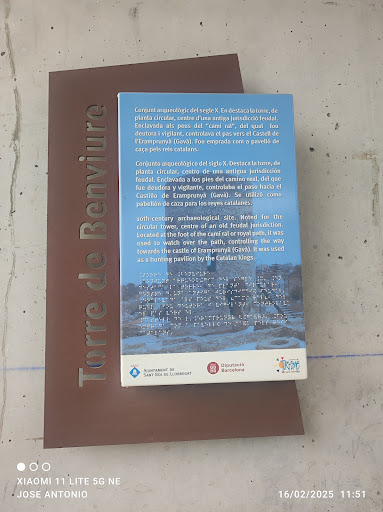 Torre de Benviure
Conjunt arqueològic del segle X. En destaca la torre, de
planta circular, centre d'una antiga jurisdicció feudal.
Enclavada als peus del "camí ral", del qual fou
deutora i vigilant, controlava el pas vers el Castell de
l'Eramprunyà (Gavà). Fou emprada com a pavelló de
caça pels reis catalans.
Conjunto arqueológico del siglo X. Destaca la torre, de
planta circular, centro de una antigua jurisdicción
feudal. Enclavada a los pies del camino real, del que
fue deudora y vigilante, controlaba el paso hacia el
Castillo de Eramprunyà (Gavà). Se utilizó como
pabellón de caza para los reyes catalanes.
10th-century archaeological site. Noted for the
circular tower, centre of an old feudal jurisdiction.
Located at the foot of the camí ral or royal path, it was
used to watch over the path, controlling the way
towards the castle of Eramprunyà (Gavà). It was used
as a hunting pavilion by the Catalan kings.
AJUNTAMENT DE
SANT BOI DE LLOBREGAT
Diputació
Barcelona
XIAOMI 11 LITE 5G NE
JOSE ANTONIO
16/02/2025 11:51